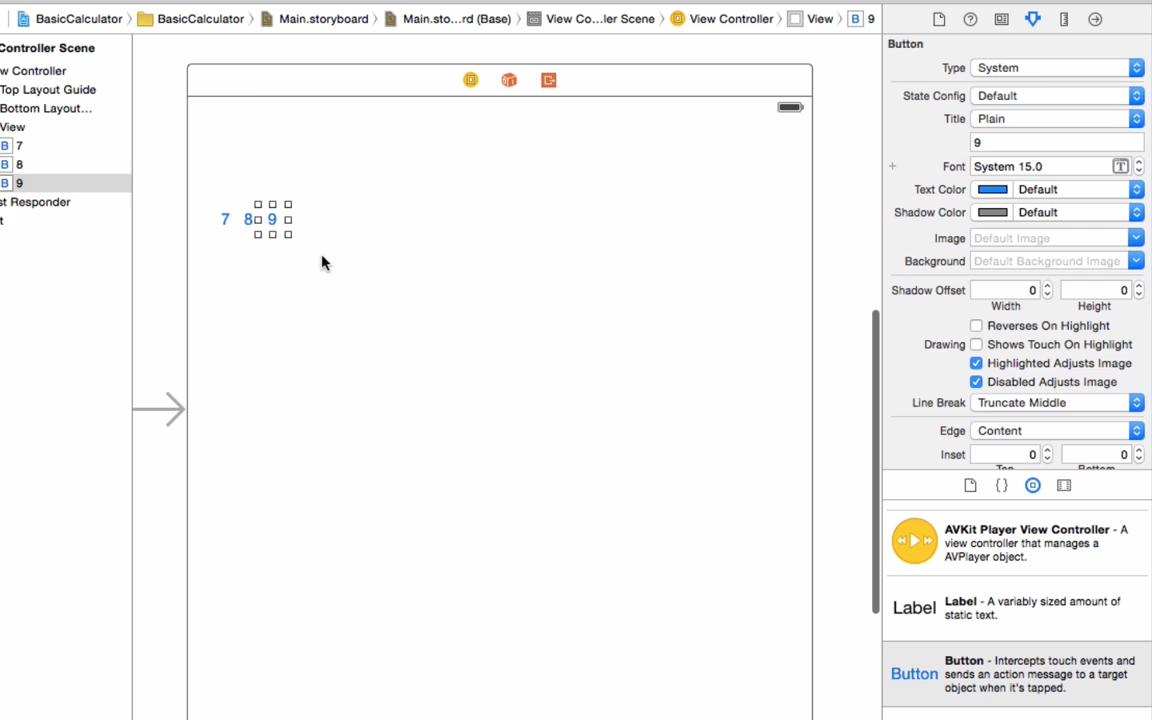 BasicCalculator
BasicCalculator
Main.storyboard
Main.sto...rd (Base)
View Co...ler Scene
View Controller
View
B 9
Controller Scene
w Controller
Top Layout Guide
Bottom Layout...
View
B 7
B 8
B 9
st Responder
t
7 8 9
Button
Type System
State Config Default
Title Plain
9
+ Font System 15.0 T
Text Color Default
Shadow Color Default
Image Default Image
Background Default Background Image
Shadow Offset 0 0
Width Height
Reverses On Highlight
Drawing Shows Touch On Highlight
Highlighted Adjusts Image
Disabled Adjusts Image
Line Break Truncate Middle
Edge Content
Inset 0 0
Top Bottom
{ }
AVKit Player View Controller - A
view controller that manages a
AVPlayer object.
Label
Label - A variably sized amount of
static text.
Button
Button - Intercepts touch events and
sends an action message to a target
object when it's tapped.